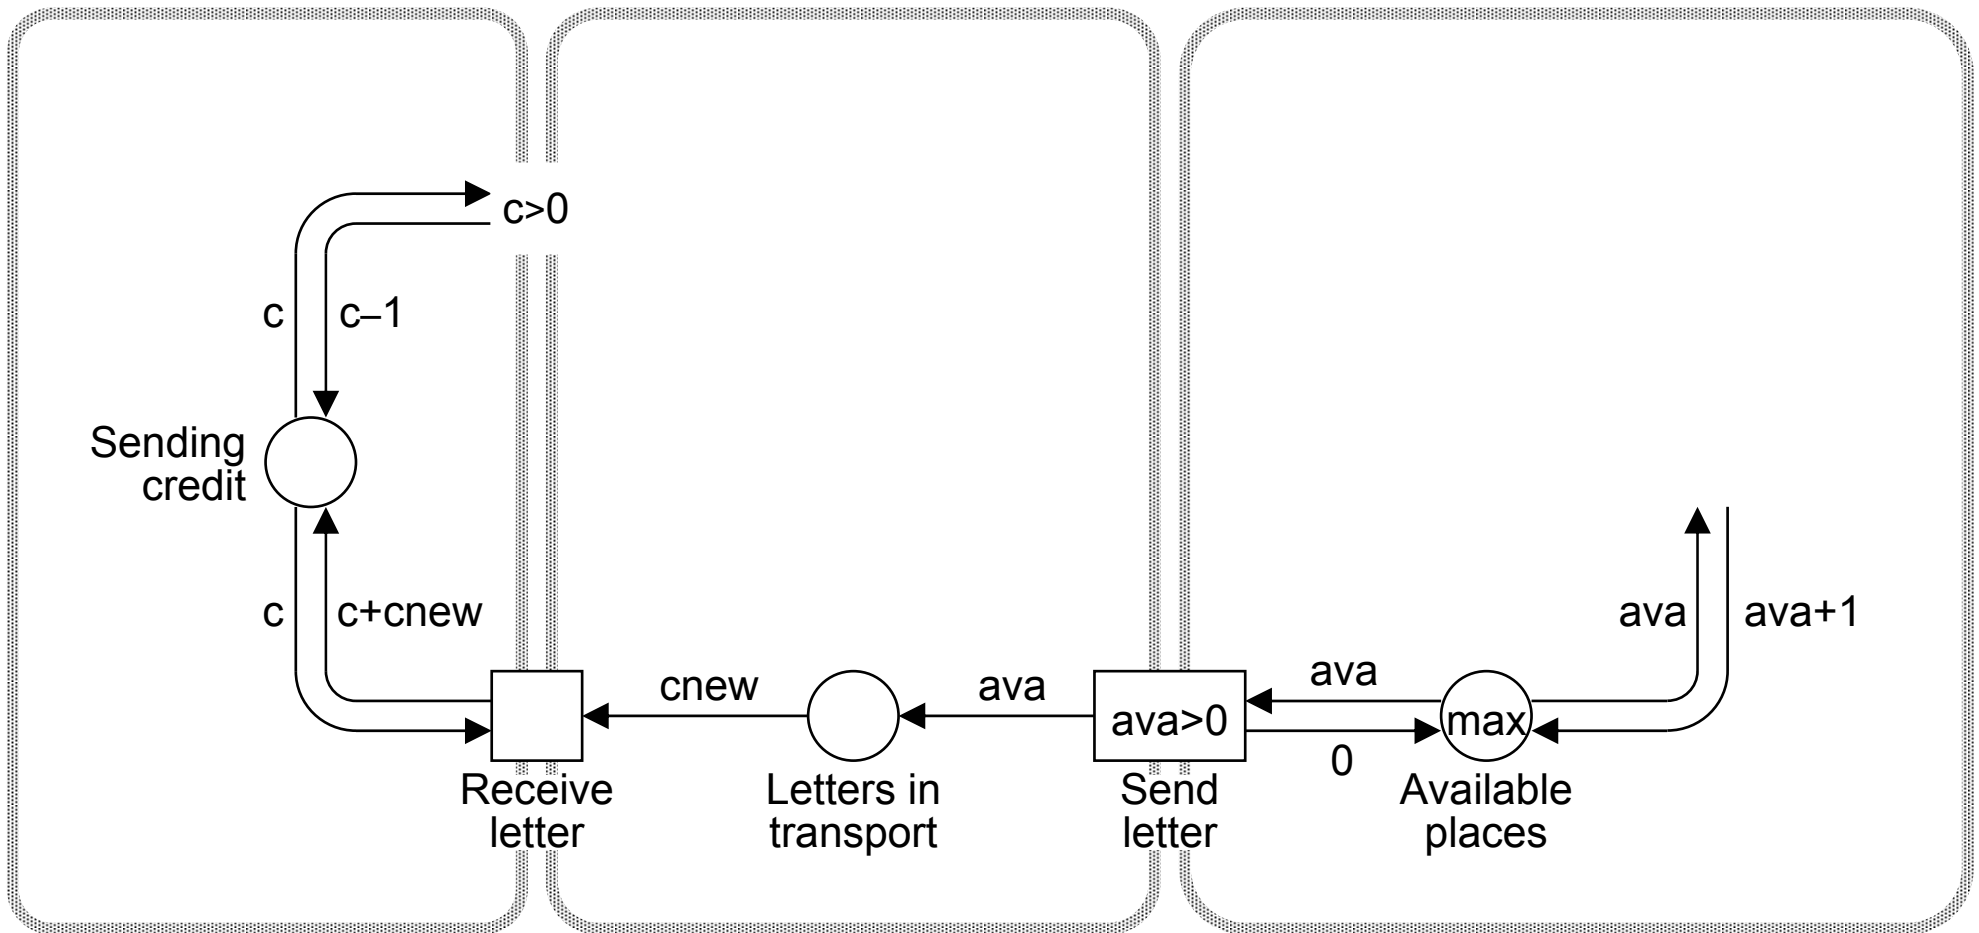 c>0
c
c–1
Sending
credit
c
c+cnew
ava
ava+1
cnew
ava
ava
ava>0
max
0
Receive
letter
Letters in
transport
Send
letter
Available
places